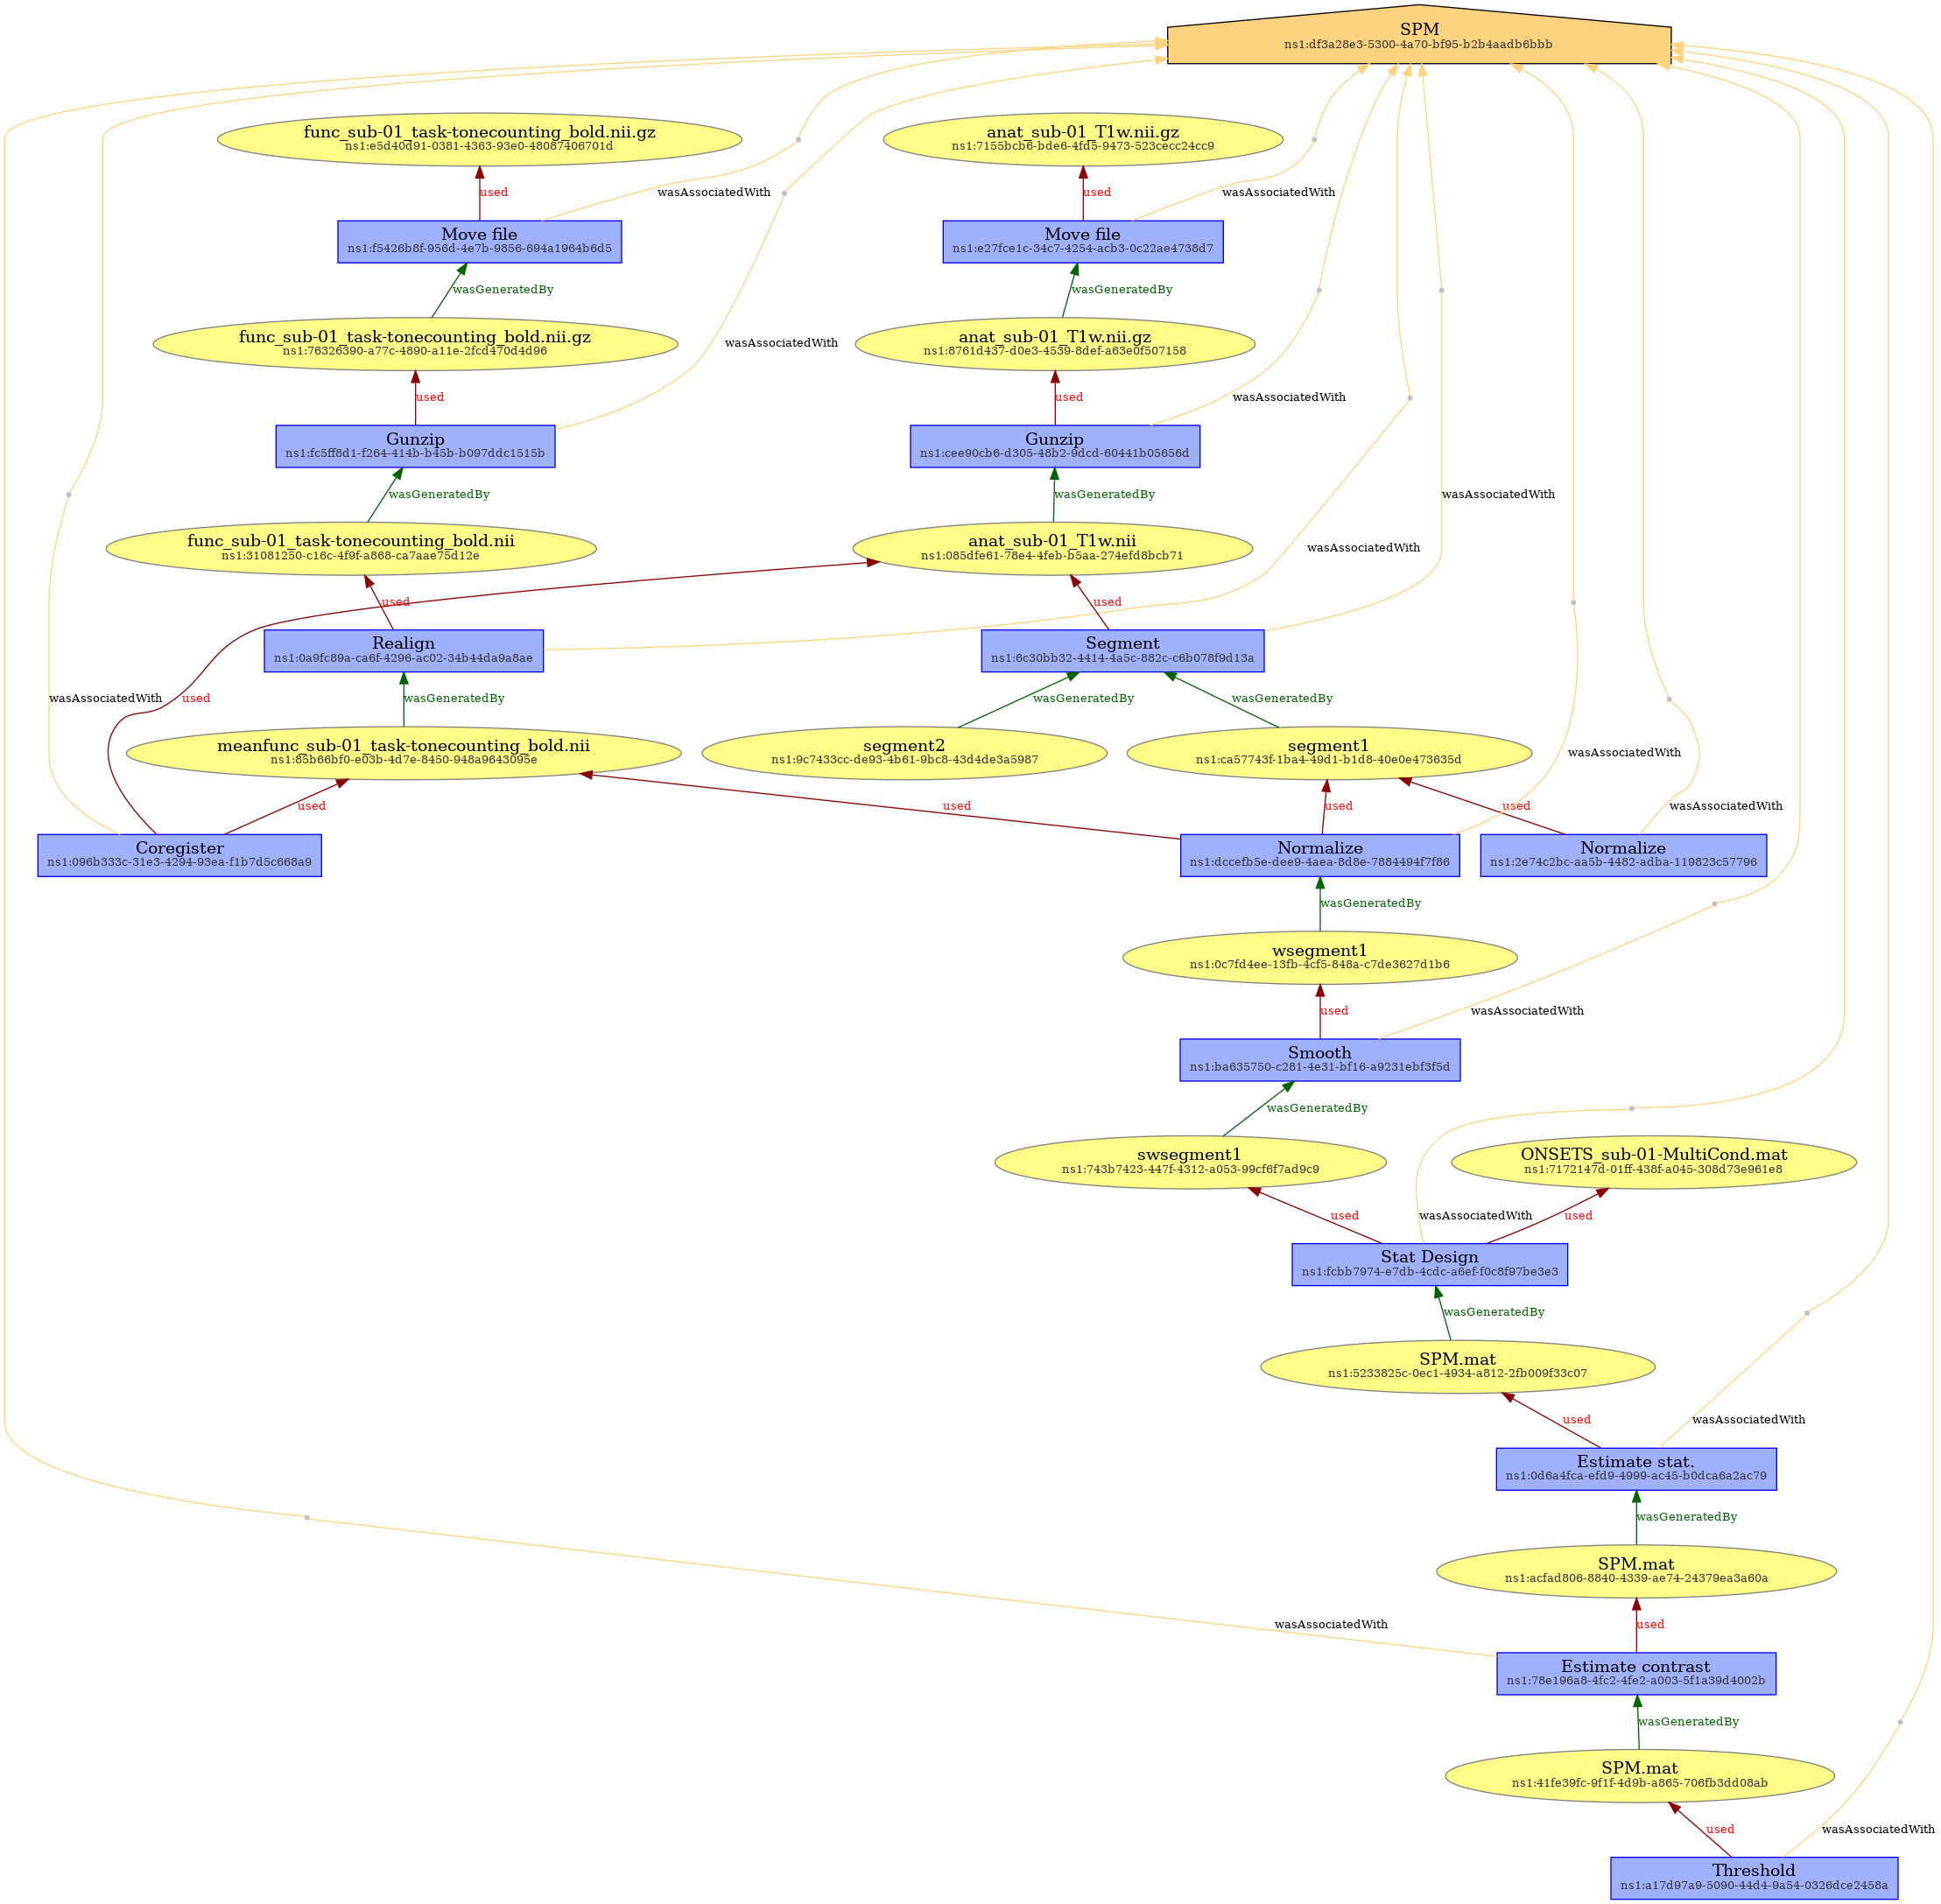 SPM
ns1:df3a28e3-5300-4a70-bf95-b2b4aadb6bbb
func_sub-01_task-tonecounting_bold.nii.gz
ns1:e5d40d91-0381-4363-93e0-48087406701d
anat_sub-01_T1w.nii.gz
ns1:7155bcb6-bde6-4fd5-9473-523cecc24cc9
used
wasAssociatedWith
used
wasAssociatedWith
Move file
ns1:f5426b8f-956d-4e7b-9856-694a1964b6d5
Move file
ns1:e27fce1c-34c7-4254-acb3-0c22ae4738d7
wasGeneratedBy
wasGeneratedBy
func_sub-01_task-tonecounting_bold.nii.gz
ns1:76326390-a77c-4890-a11e-2fcd470d4d96
wasAssociatedWith
anat_sub-01_T1w.nii.gz
ns1:8761d437-d0e3-4539-8def-a63e0f507158
used
used
wasAssociatedWith
Gunzip
ns1:fc5ff8d1-f264-414b-b45b-b097ddc1515b
Gunzip
ns1:cee90cb6-d305-48b2-9dcd-60441b05656d
wasGeneratedBy
wasGeneratedBy
wasAssociatedWith
func_sub-01_task-tonecounting_bold.nii
ns1:31081250-c16c-4f9f-a868-ca7aae75d12e
anat_sub-01_T1w.nii
ns1:085dfe61-78e4-4feb-b5aa-274efd8bcb71
wasAssociatedWith
used
used
Realign
ns1:0a9fc89a-ca6f-4296-ac02-34b44da9a8ae
Segment
ns1:6c30bb32-4414-4a5c-882c-c6b078f9d13a
wasAssociatedWith
used
wasGeneratedBy
wasGeneratedBy
wasGeneratedBy
meanfunc_sub-01_task-tonecounting_bold.nii
ns1:85b66bf0-e03b-4d7e-8450-948a9643095e
segment2
ns1:9c7433cc-de93-4b61-9bc8-43d4de3a5987
segment1
ns1:ca57743f-1ba4-49d1-b1d8-40e0e473635d
wasAssociatedWith
used
used
used
used
wasAssociatedWith
Coregister
ns1:096b333c-31e3-4294-93ea-f1b7d5c668a9
Normalize
ns1:dccefb5e-dee9-4aea-8d8e-7884494f7f86
Normalize
ns1:2e74c2bc-aa5b-4482-adba-119823c57796
wasGeneratedBy
wsegment1
ns1:0c7fd4ee-13fb-4cf5-848a-c7de3627d1b6
used
wasAssociatedWith
Smooth
ns1:ba635750-c281-4e31-bf16-a9231ebf3f5d
wasGeneratedBy
swsegment1
ns1:743b7423-447f-4312-a053-99cf6f7ad9c9
ONSETS_sub-01-MultiCond.mat
ns1:7172147d-01ff-438f-a045-308d73e961e8
used
wasAssociatedWith
used
Stat Design
ns1:fcbb7974-e7db-4cdc-a6ef-f0c8f97be3e3
wasGeneratedBy
SPM.mat
ns1:5233825c-0ec1-4934-a812-2fb009f33c07
used
wasAssociatedWith
Estimate stat.
ns1:0d6a4fca-efd9-4999-ac45-b0dca6a2ac79
wasGeneratedBy
SPM.mat
ns1:acfad806-8840-4339-ae74-24379ea3a60a
wasAssociatedWith
used
Estimate contrast
ns1:78e196a8-4fc2-4fe2-a003-5f1a39d4002b
wasGeneratedBy
SPM.mat
ns1:41fe39fc-9f1f-4d9b-a865-706fb3dd08ab
used
wasAssociatedWith
Threshold
ns1:a17d97a9-5090-44d4-9a54-0326dce2458a